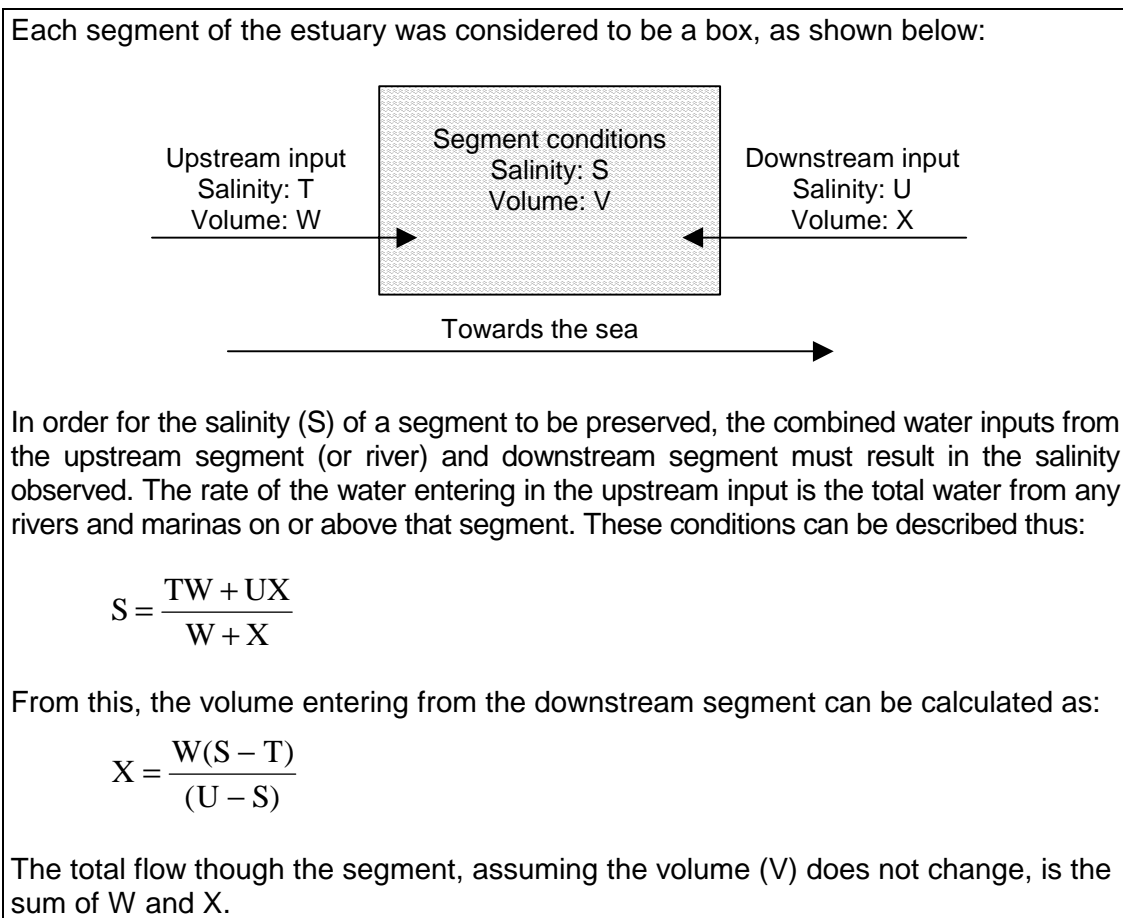 Each segment of the estuary was considered to be a box, as shown below:
Upstream input
Salinity: T
Volume: W
Segment conditions
Salinity: S
Volume: V
Downstream input
Salinity: U
Volume: X
Towards the sea
In order for the salinity (S) of a segment to be preserved, the combined water inputs from
the upstream segment (or river) and downstream segment must result in the salinity
observed. The rate of the water entering in the upstream input is the total water from any
rivers and marinas on or above that segment. These conditions can be described thus:
S = (TW + UX) / (W + X)
From this, the volume entering from the downstream segment can be calculated as:
X = W(S − T) / (U − S)
The total flow though the segment, assuming the volume (V) does not change, is the
sum of W and X.